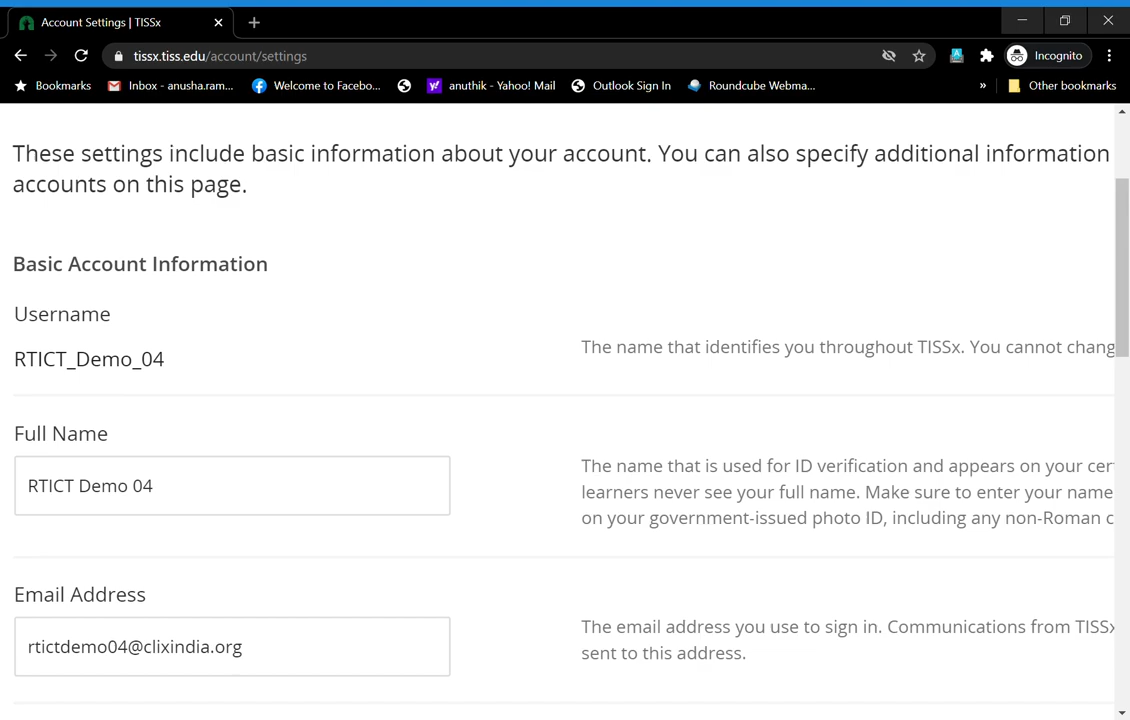 Account Settings | TISSx
tissx.tiss.edu/account/settings
Incognito
Bookmarks
Inbox - anusha.ram...
Welcome to Facebo...
anuthik - Yahoo! Mail
Outlook Sign In
Roundcube Webma...
»
Other bookmarks
These settings include basic information about your account. You can also specify additional information
accounts on this page.
Basic Account Information
Username
RTICT_Demo_04
The name that identifies you throughout TISSx. You cannot chang
Full Name
RTICT Demo 04
The name that is used for ID verification and appears on your cer
learners never see your full name. Make sure to enter your name
on your government-issued photo ID, including any non-Roman c
Email Address
rtictdemo04@clixindia.org
The email address you use to sign in. Communications from TISSx
sent to this address.